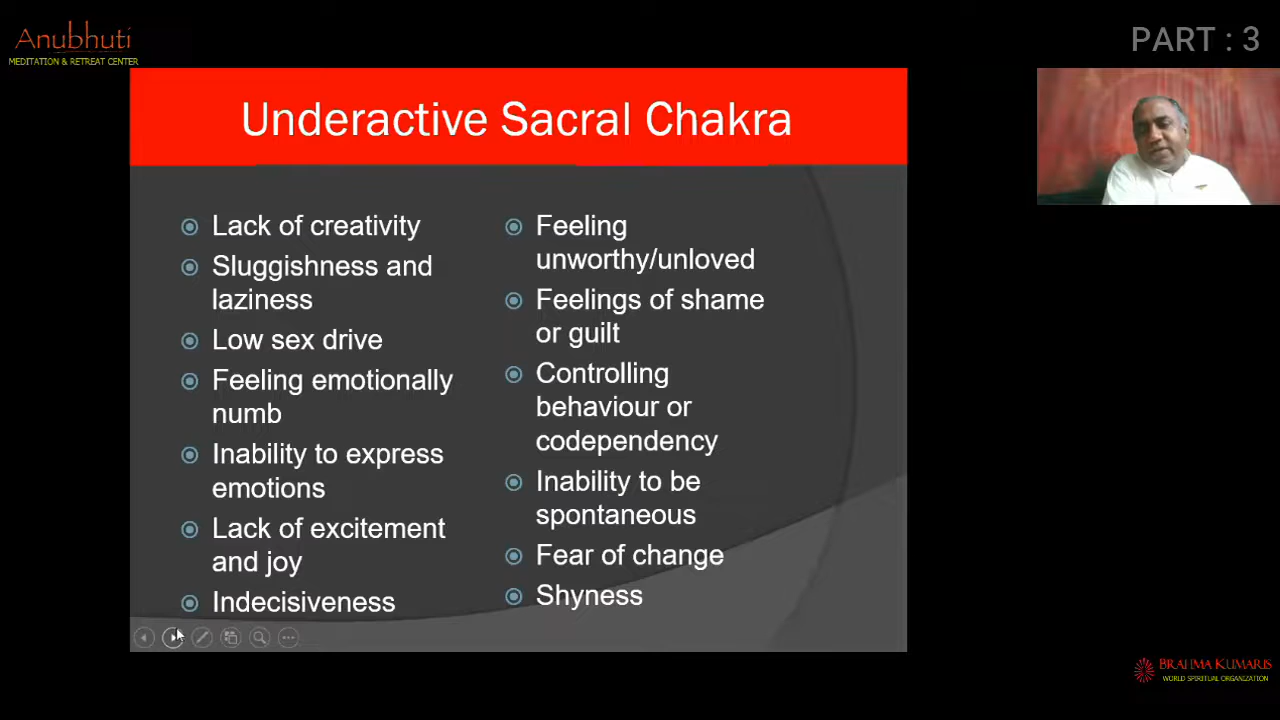 Anubhuti
MEDITATION & RETREAT CENTER
PART : 3
Underactive Sacral Chakra
Lack of creativity
Sluggishness and
laziness
Low sex drive
Feeling emotionally
numb
Inability to express
emotions
Lack of excitement
and joy
Indecisiveness
Feeling
unworthy/unloved
Feelings of shame
or guilt
Controlling
behaviour or
codependency
Inability to be
spontaneous
Fear of change
Shyness
BRAHMA KUMARIS
WORLD SPIRITUAL ORGANIZATION